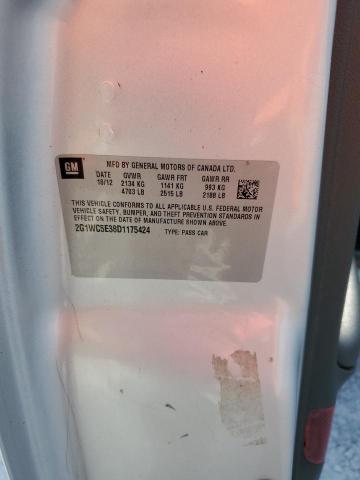 GM
MFD BY GENERAL MOTORS OF CANADA LTD.
DATE GVWR GAWR FRT GAWR RR
10/12 2134 KG 1141 KG 993 KG
4703 LB 2515 LB 2188 LB
THIS VEHICLE CONFORMS TO ALL APPLICABLE U.S. FEDERAL MOTOR
VEHICLE SAFETY, BUMPER, AND THEFT PREVENTION STANDARDS IN
EFFECT ON THE DATE OF MANUFACTURE SHOWN ABOVE.
2G1WC5E38D1175424 TYPE: PASS CAR